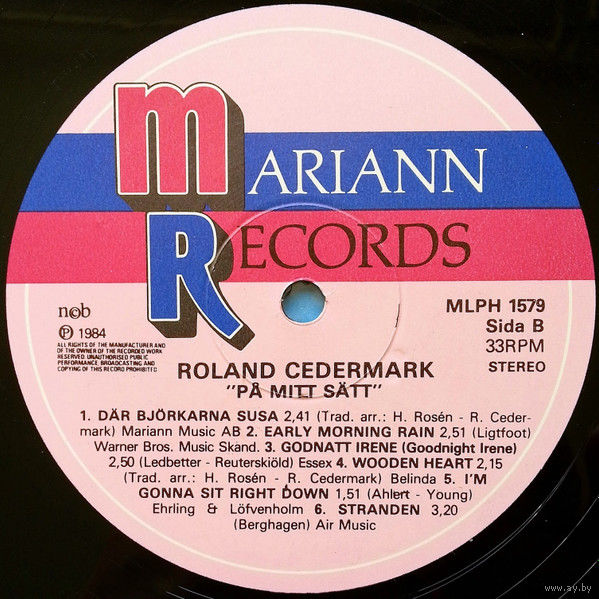 MARIANN
RECORDS
ncb
℗ 1984
ALL RIGHTS OF THE MANUFACTURER AND
OF THE OWNER OF THE RECORDED WORK
RESERVED. UNAUTHORISED PUBLIC
PERFORMANCE, BROADCASTING AND
COPYING OF THIS RECORD PROHIBITED
MLPH 1579
Sida B
33RPM
STEREO
ROLAND CEDERMARK
"PÅ MITT SÄTT"
1. DÄR BJÖRKARNA SUSA 2,41 (Trad. arr.: H. Rosén - R. Ceder-
mark) Mariann Music AB 2. EARLY MORNING RAIN 2,51 (Ligtfoot)
Warner Bros. Music Skand. 3. GODNATT IRENE (Goodnight Irene)
2,50 (Ledbetter - Reuterskiöld) Essex 4. WOODEN HEART 2,15
(Trad. arr.: H. Rosén - R. Cedermark) Belinda 5. I'M
GONNA SIT RIGHT DOWN 1,51 (Ahlert - Young)
Ehrling & Löfvenholm 6. STRANDEN 3,20
(Berghagen) Air Music
www.ay.by